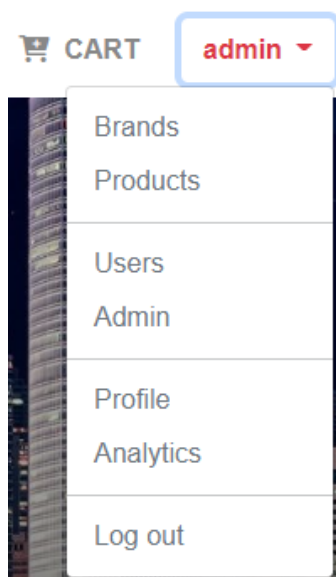 CART admin
Brands
Products
Users
Admin
Profile
Analytics
Log out